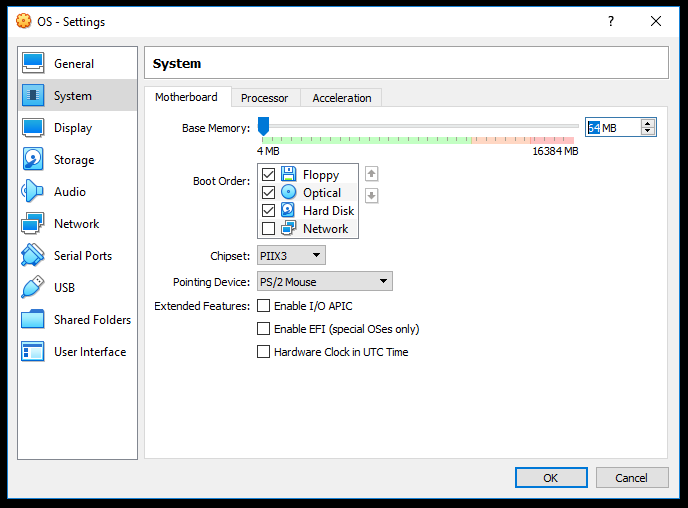 OS - Settings
?
General
System
Display
Storage
Audio
Network
Serial Ports
USB
Shared Folders
User Interface
System
Motherboard
Processor
Acceleration
Base Memory:
64 MB
4 MB
16384 MB
Boot Order:
Floppy
Optical
Hard Disk
Network
Chipset:
PIIX3
Pointing Device:
PS/2 Mouse
Extended Features:
Enable I/O APIC
Enable EFI (special OSes only)
Hardware Clock in UTC Time
OK
Cancel